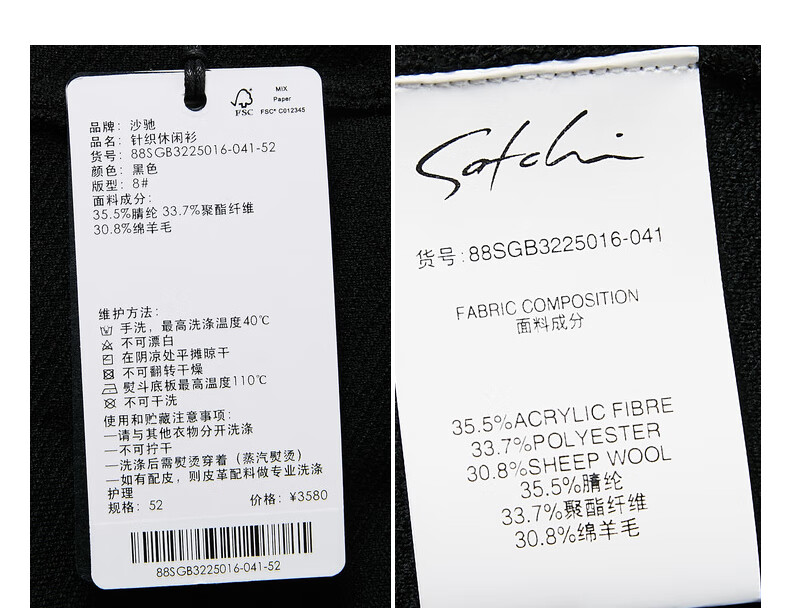 FSC
MIX
Paper
FSC® C012345
品牌：沙驰
品名：针织休闲衫
货号：88SGB3225016-041-52
颜色：黑色
版型：8#
面料成分：
35.5%腈纶 33.7%聚酯纤维
30.8%绵羊毛
维护方法：
手洗，最高洗涤温度40℃
不可漂白
在阴凉处平摊晾干
不可翻转干燥
熨斗底板最高温度110℃
不可干洗
使用和贮藏注意事项：
—请与其他衣物分开洗涤
—不可拧干
—洗涤后需熨烫穿着（蒸汽熨烫）
—如有配皮，则皮革配料做专业洗涤
护理
规格：52
价格：¥3580
88SGB3225016-041-52
Satchi
货号:88SGB3225016-041
FABRIC COMPOSITION
面料成分
35.5%ACRYLIC FIBRE
33.7%POLYESTER
30.8%SHEEP WOOL
35.5%腈纶
33.7%聚酯纤维
30.8%绵羊毛